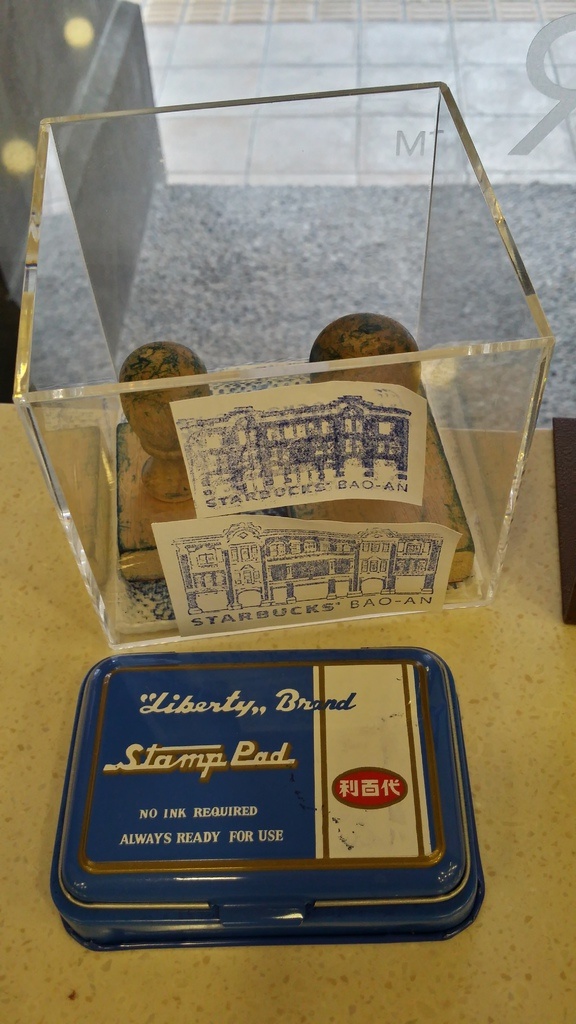 R
TM
STARBUCKS® BAO-AN
STARBUCKS® BAO-AN
"Liberty„ Brand
Stamp Pad
利百代
NO INK REQUIRED
ALWAYS READY FOR USE